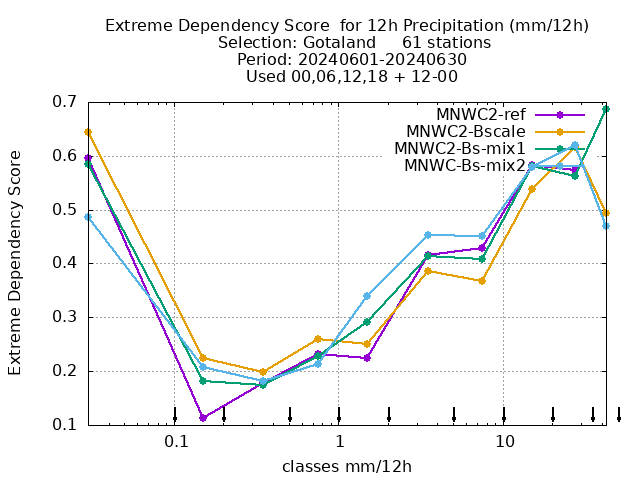 Extreme Dependency Score  for 12h Precipitation (mm/12h)
Selection: Gotaland     61 stations
Period: 20240601-20240630
Used 00,06,12,18 + 12-00
MNWC2-ref
MNWC2-Bscale
MNWC2-Bs-mix1
MNWC-Bs-mix2
Extreme Dependency Score
0.7
0.6
0.5
0.4
0.3
0.2
0.1
0.1 1 10
classes mm/12h